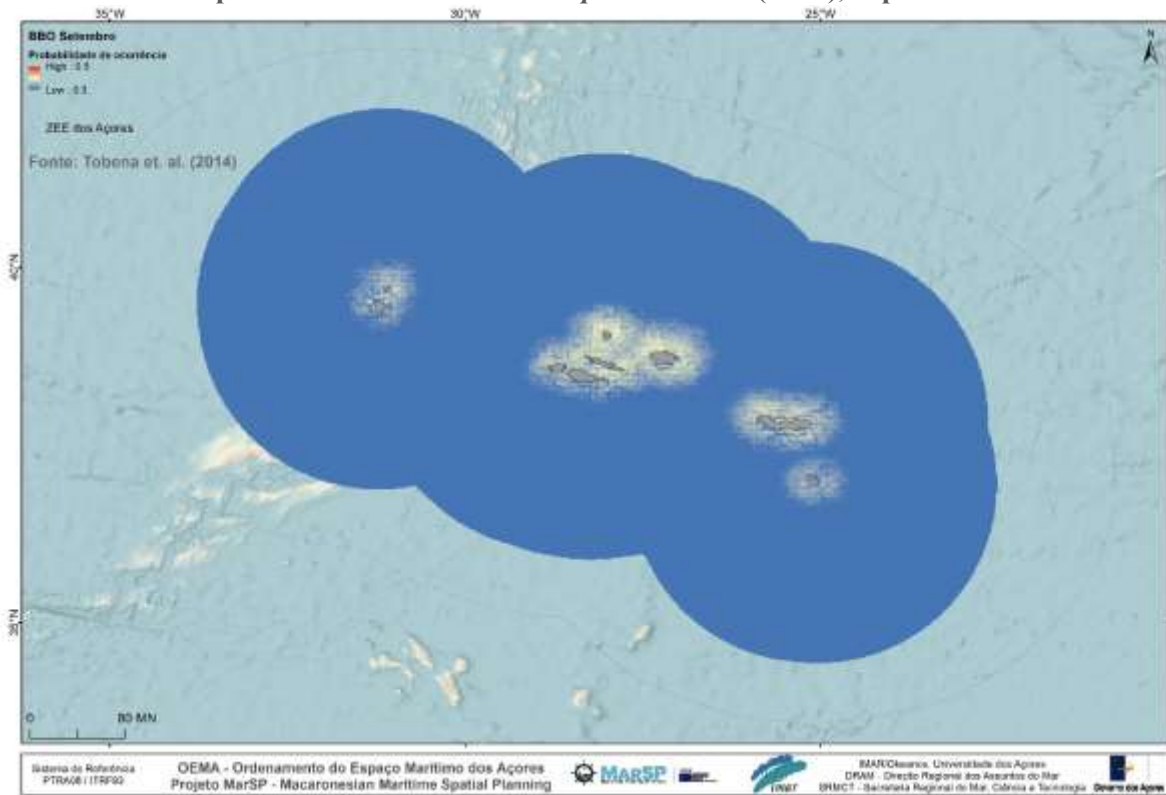 35°W 30°W 25°W
BBO Setembro
Probabilidade de ocorrência
High : 0.5
Low : 0.5
ZEE dos Açores
Fonte: Tobena et. al. (2014)
N
40°N
35°N
0 80 MN
Sistema de Referência
PTRA08 / ITRF93
OEMA - Ordenamento do Espaço Marítimo dos Açores
Projeto MarSP - Macaronesian Maritime Spatial Planning
MARSP
IMAR/Okeanos, Universidade dos Açores
DRAM - Direção Regional dos Assuntos do Mar
SRMCT - Secretaria Regional do Mar, Ciência e Tecnologia
Governo dos Açores